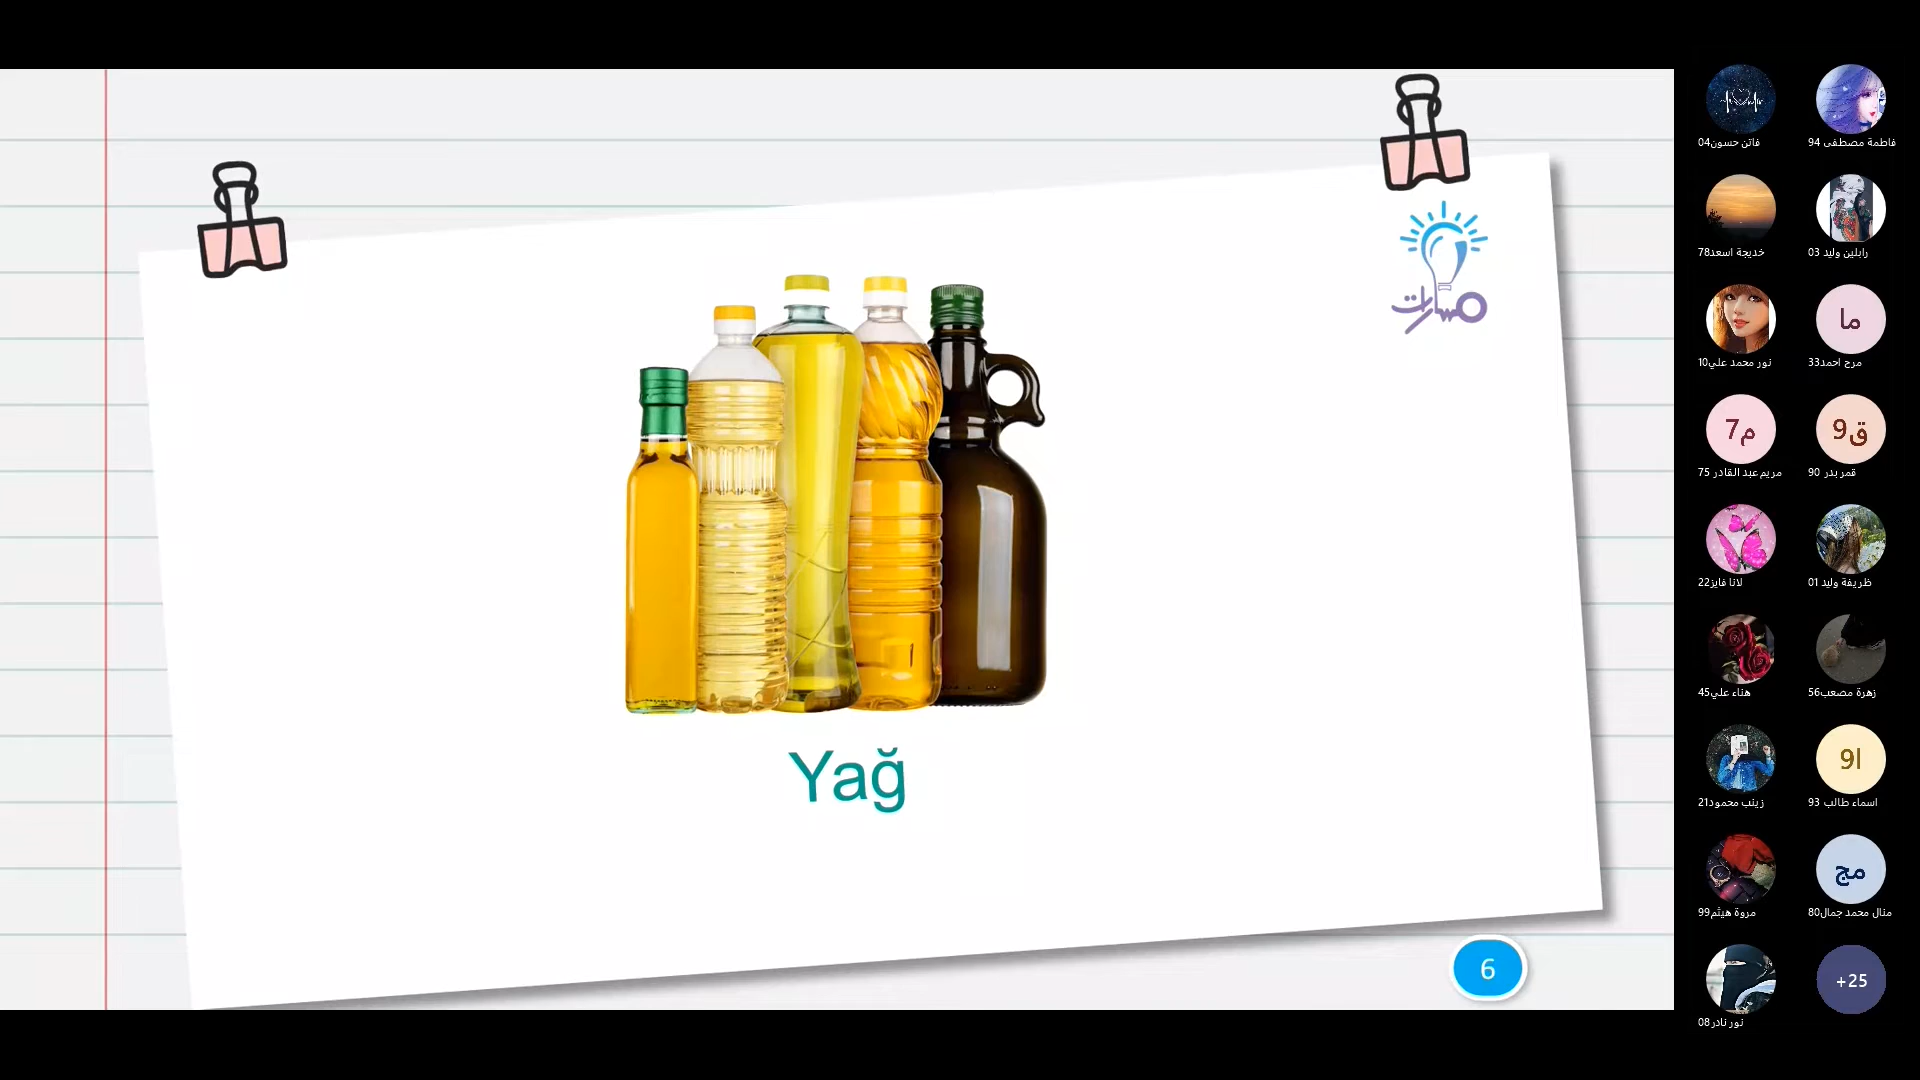 مسارات
Yağ
6
فاتن حسون04
فاطمة مصطفى 94
خديجة اسعد78
رابلين وليد 03
نور محمد علي10
ما
مرح احمد33
م7
مريم عبد القادر 75
ق9
قمر بدر 90
لانا فايز22
ظريفة وليد 01
هناء علي45
زهرة مصعب56
زينب محمود21
ا9
اسماء طالب 93
مروة هيثم99
مج
منال محمد جمال80
نور نادر08
+25